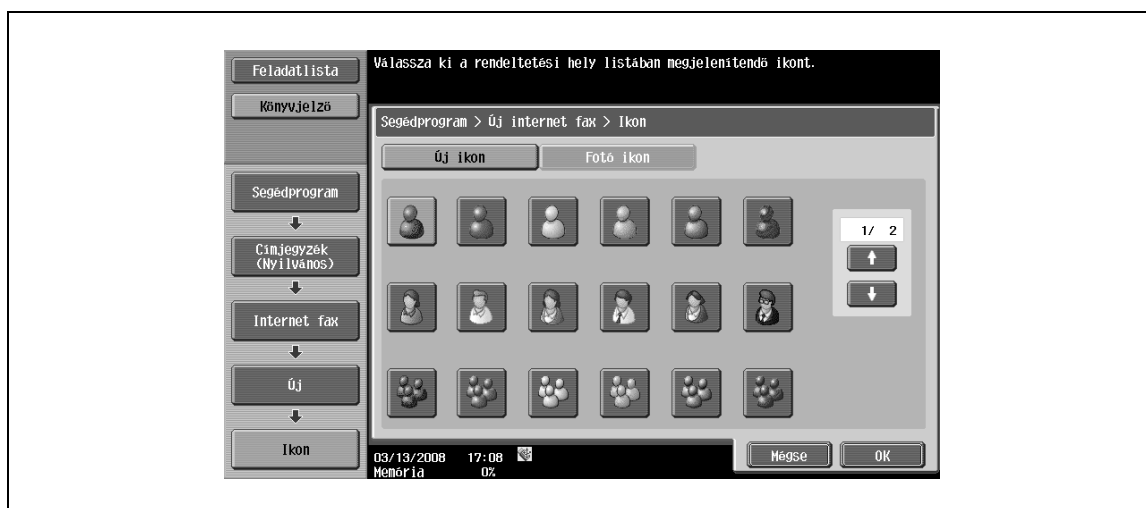 Feladatlista
Könyvjelző
Válassza ki a rendeltetési hely listában megjelenítendő ikont.
Segédprogram > Új internet fax > Ikon
Új ikon
Fotó ikon
Segédprogram
Címjegyzék
(Nyilvános)
Internet fax
Új
Ikon
1/ 2
03/13/2008 17:08
Memória 0%
Mégse
OK